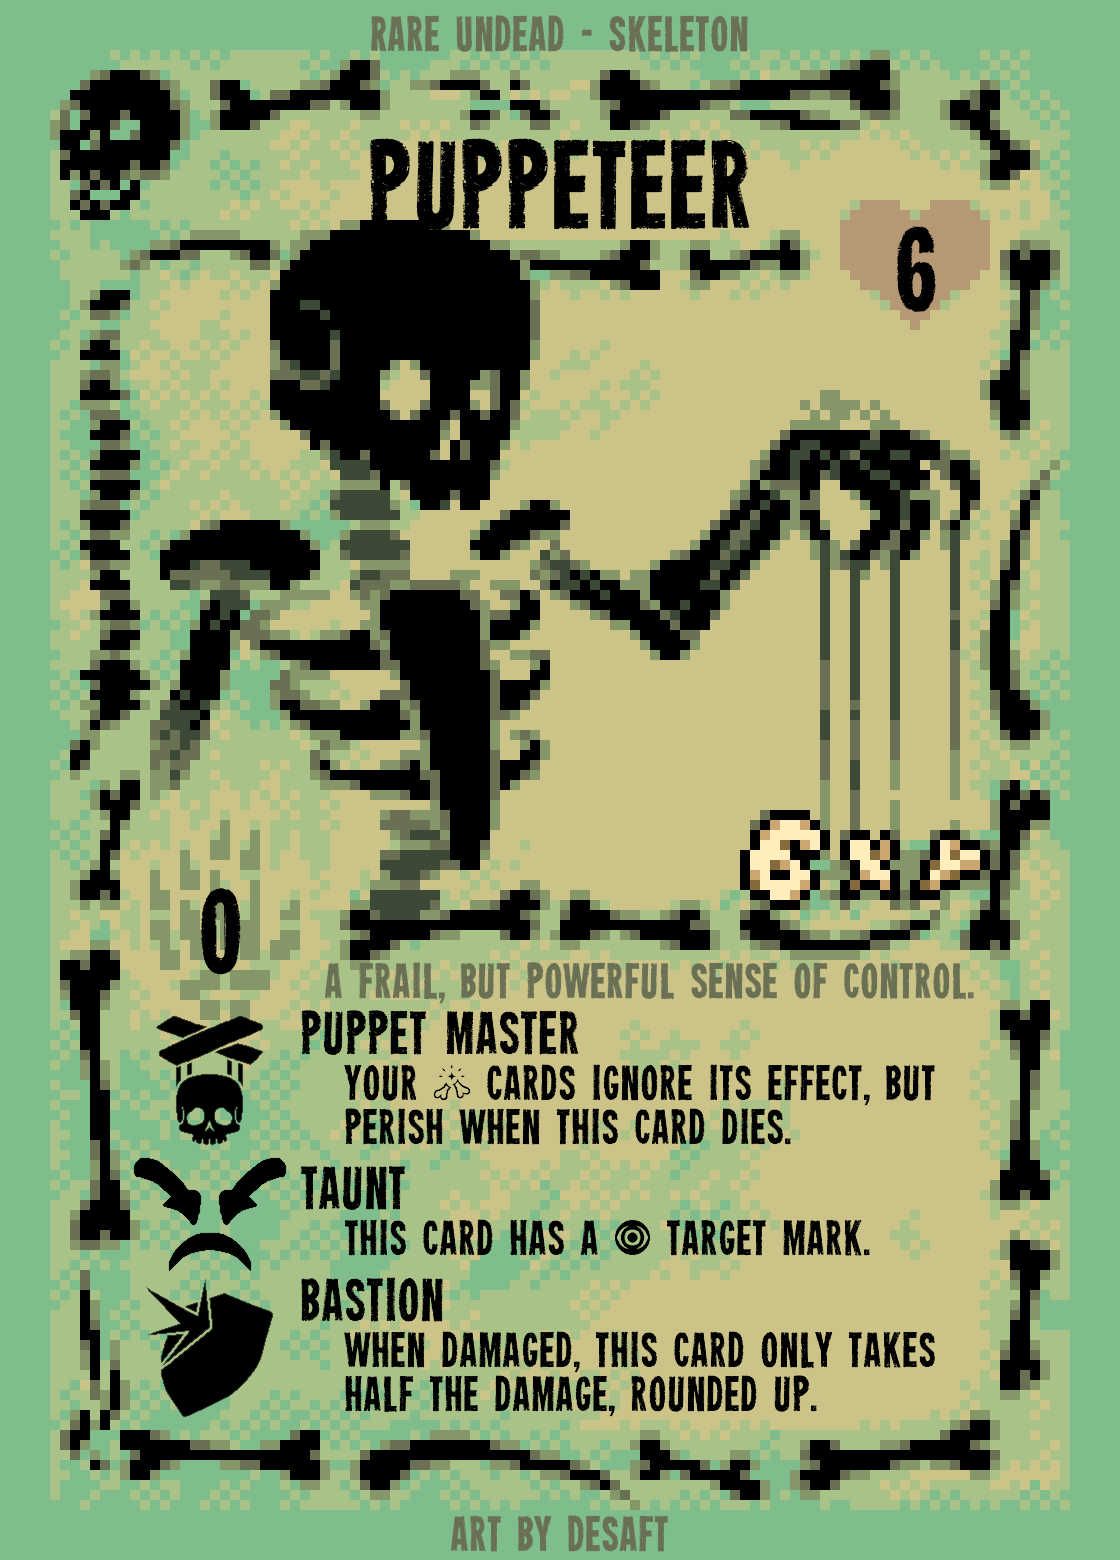 RARE UNDEAD - SKELETON
PUPPETEER
6
6 X P
0
A FRAIL, BUT POWERFUL SENSE OF CONTROL.
PUPPET MASTER
YOUR CARDS IGNORE ITS EFFECT, BUT
PERISH WHEN THIS CARD DIES.
TAUNT
THIS CARD HAS A TARGET MARK.
BASTION
WHEN DAMAGED, THIS CARD ONLY TAKES
HALF THE DAMAGE, ROUNDED UP.
ART BY DESAFT